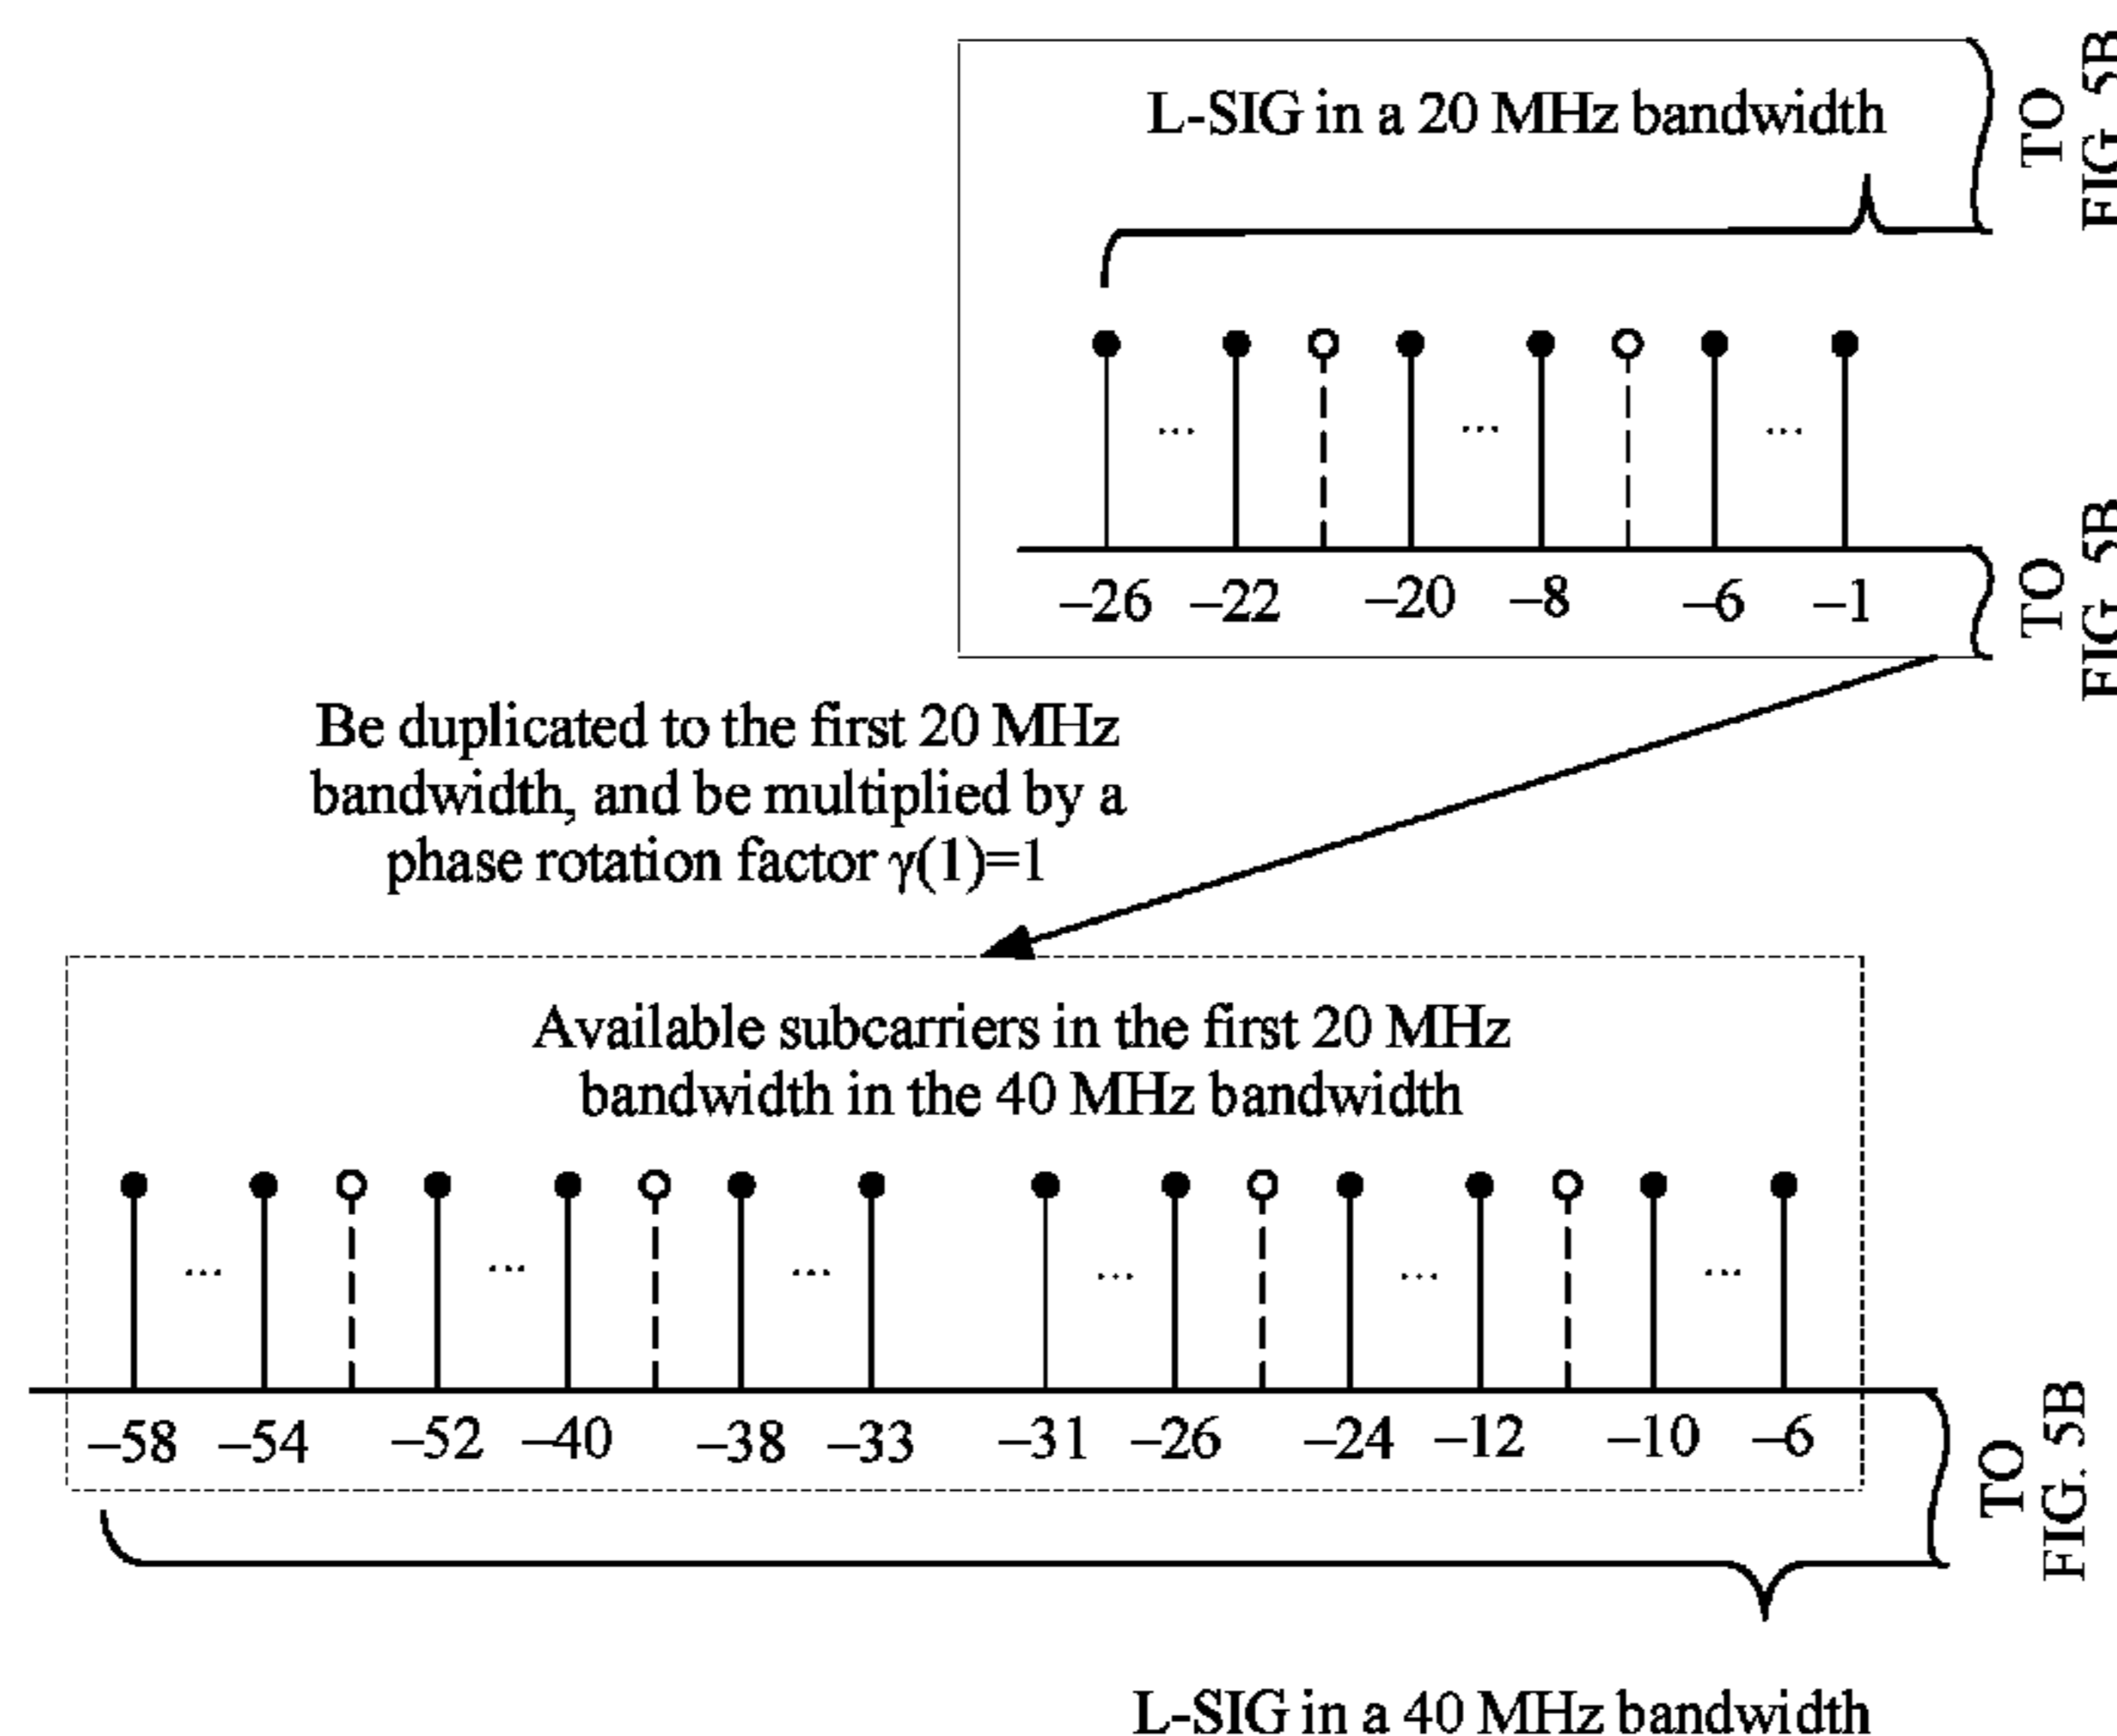 L-SIG in a 20 MHz bandwidth
TO
FIG. 5B
... ... ...
–26 –22 –20 –8 –6 –1
TO
FIG. 5B
Be duplicated to the first 20 MHz
bandwidth, and be multiplied by a
phase rotation factor γ(1)=1
Available subcarriers in the first 20 MHz
bandwidth in the 40 MHz bandwidth
... ... ... ... ... ...
–58 –54 –52 –40 –38 –33 –31 –26 –24 –12 –10 –6
TO
FIG. 5B
L-SIG in a 40 MHz bandwidth